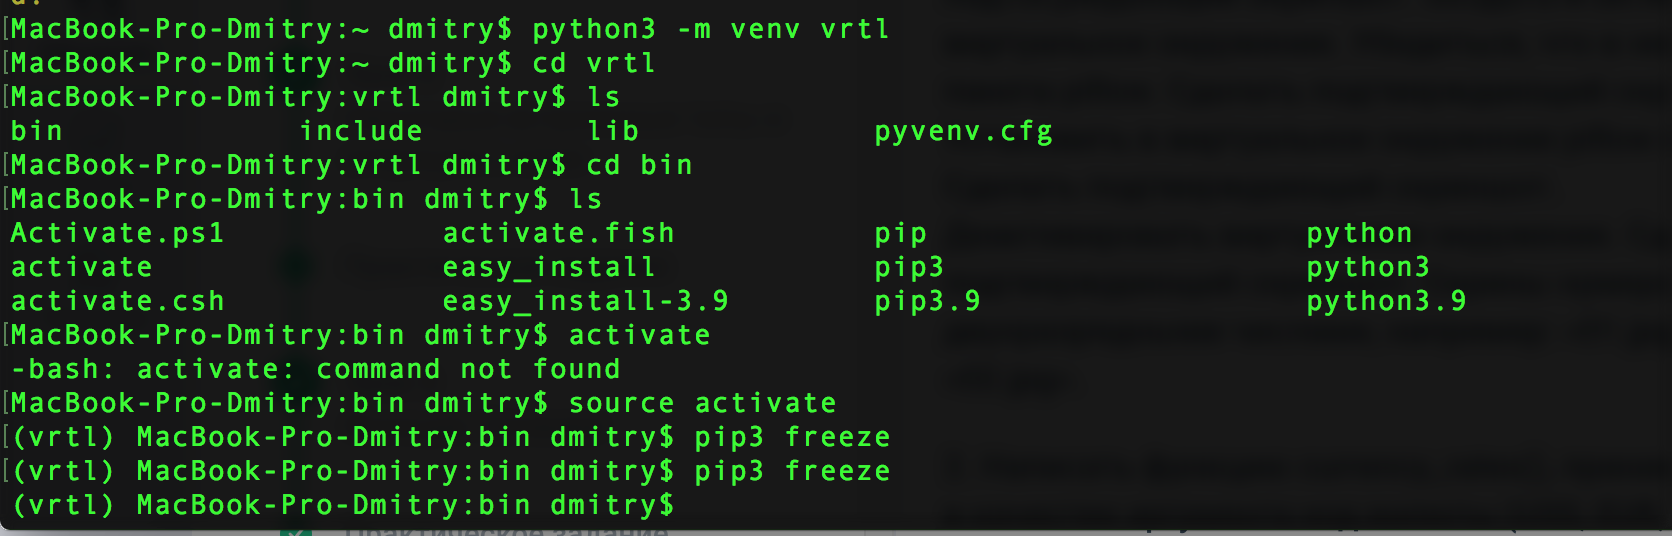 MacBook-Pro-Dmitry:~ dmitry$ python3 -m venv vrtl
MacBook-Pro-Dmitry:~ dmitry$ cd vrtl
MacBook-Pro-Dmitry:vrtl dmitry$ ls
bin include lib pyvenv.cfg
MacBook-Pro-Dmitry:vrtl dmitry$ cd bin
MacBook-Pro-Dmitry:bin dmitry$ ls
Activate.ps1 activate.fish pip python
activate easy_install pip3 python3
activate.csh easy_install-3.9 pip3.9 python3.9
MacBook-Pro-Dmitry:bin dmitry$ activate
-bash: activate: command not found
MacBook-Pro-Dmitry:bin dmitry$ source activate
(vrtl) MacBook-Pro-Dmitry:bin dmitry$ pip3 freeze
(vrtl) MacBook-Pro-Dmitry:bin dmitry$ pip3 freeze
(vrtl) MacBook-Pro-Dmitry:bin dmitry$
Практическое задание